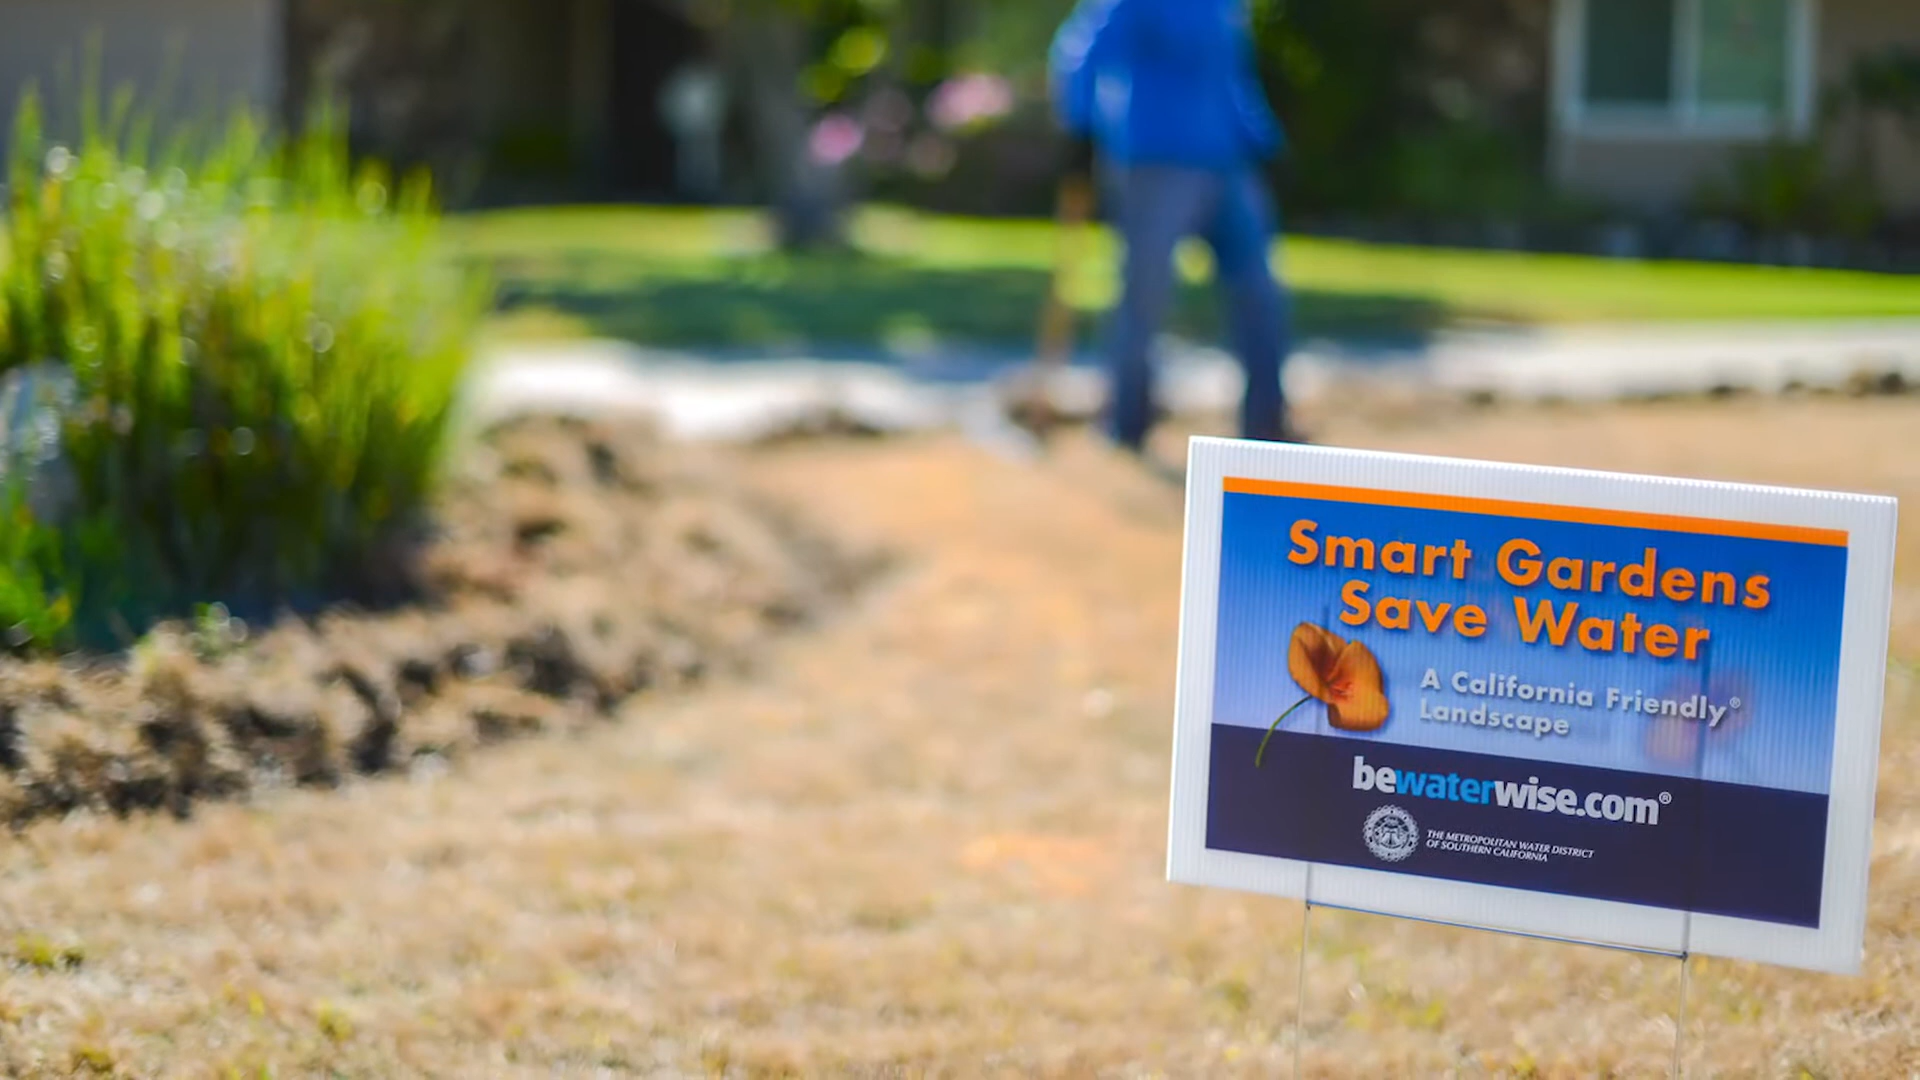 Smart Gardens
Save Water
A California Friendly®
Landscape
bewaterwise.com®
THE METROPOLITAN WATER DISTRICT
OF SOUTHERN CALIFORNIA